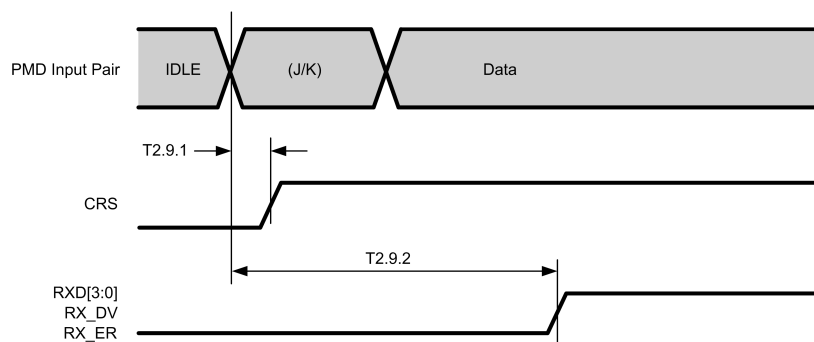 PMD Input Pair IDLE (J/K) Data
T2.9.1
CRS
T2.9.2
RXD[3:0]
RX_DV
RX_ER